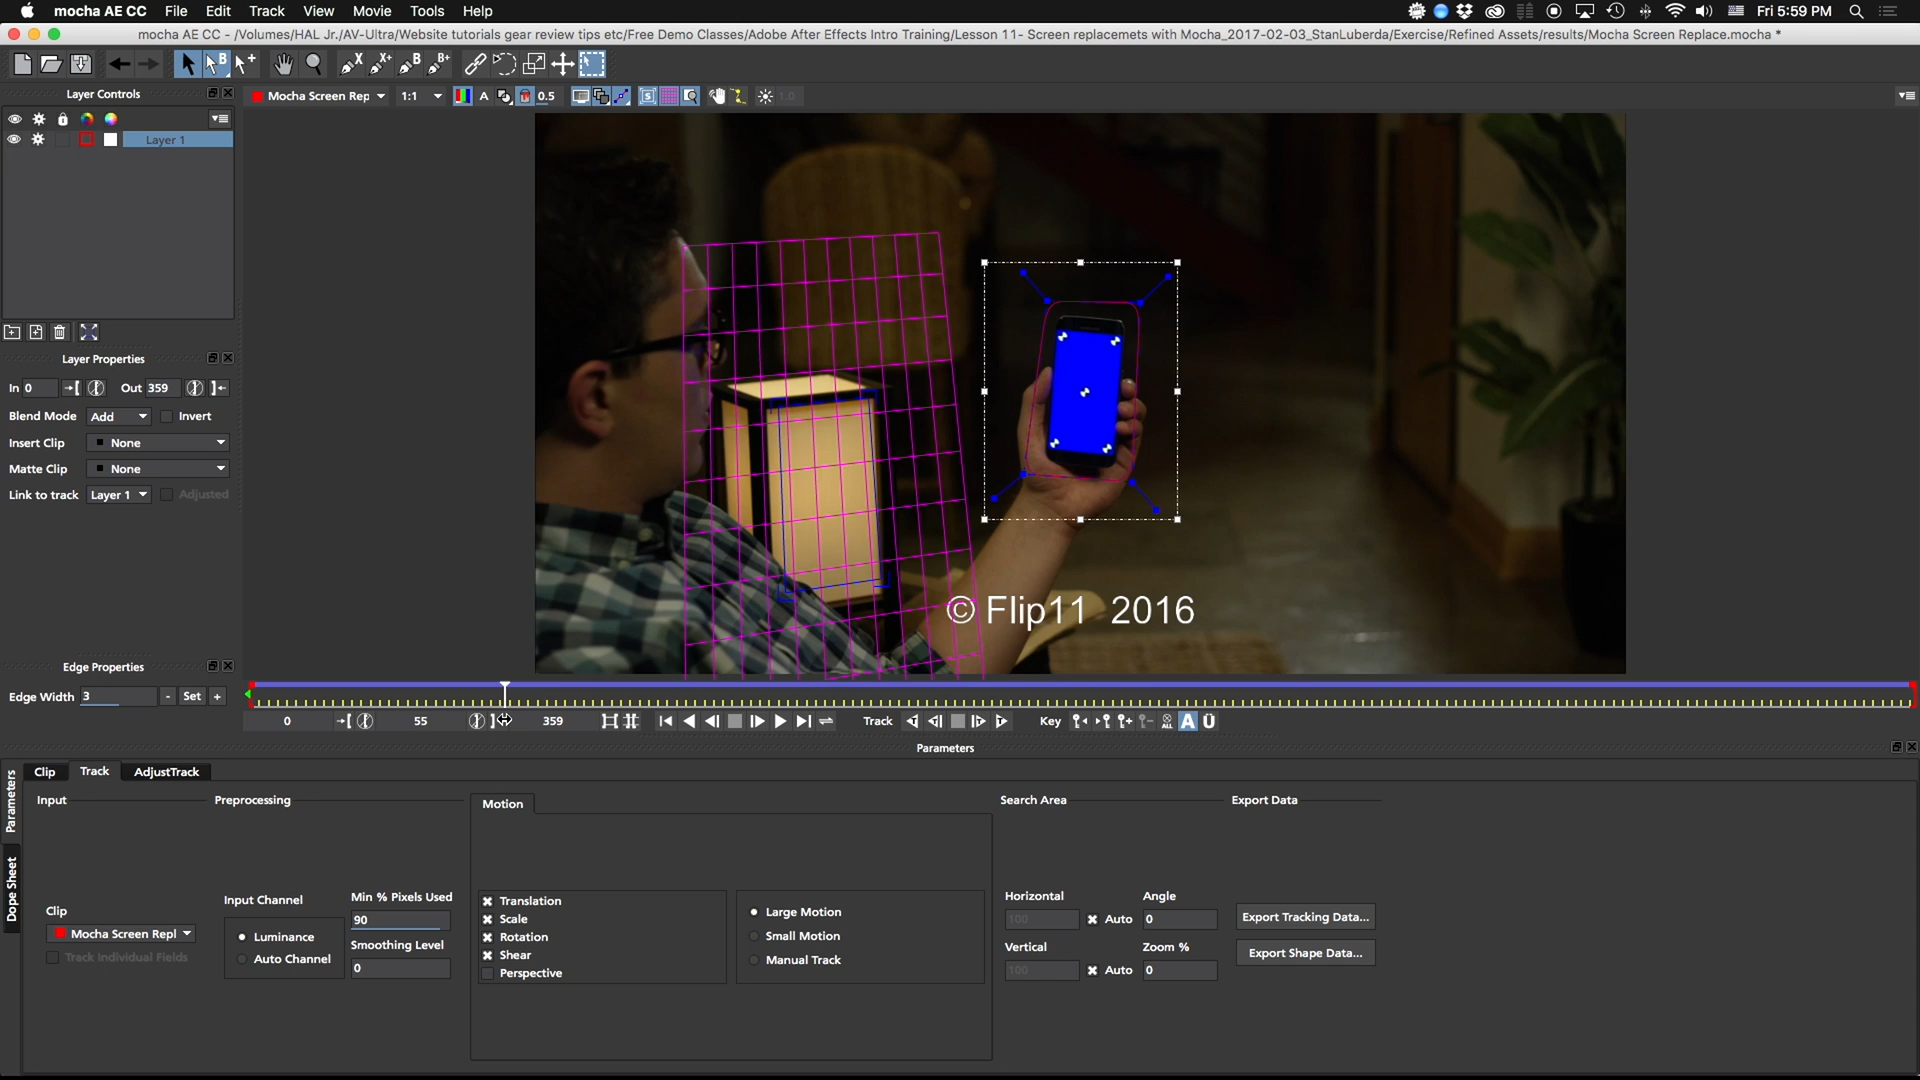 mocha AE CC File Edit Track View Movie Tools Help Fri 5:59 PM
mocha AE CC - /Volumes/HAL Jr./AV-Ultra/Website tutorials gear review tips etc/Free Demo Classes/Adobe After Effects Intro Training/Lesson 11- Screen replacemets with Mocha_2017-02-03_StanLuberda/Exercise/Refined Assets/results/Mocha Screen Replace.mocha *
Layer Controls
Mocha Screen Rep 1:1 A 0.5 1.0
Layer 1
Layer Properties
In 0 Out 359
Blend Mode Add Invert
Insert Clip None
Matte Clip None
Link to track Layer 1 Adjusted
© Flip11 2016
Edge Properties
Edge Width 3 - Set +
0 55 359 Track Key ALL A Ü
Parameters
Clip Track AdjustTrack
Parameters
Dope Sheet
Input
Clip
Mocha Screen Repl
Track Individual Fields
Preprocessing
Input Channel
Luminance
Auto Channel
Min % Pixels Used
90
Smoothing Level
0
Motion
Translation
Scale
Rotation
Shear
Perspective
Large Motion
Small Motion
Manual Track
Search Area
Horizontal Angle
100 Auto 0
Vertical Zoom %
100 Auto 0
Export Data
Export Tracking Data...
Export Shape Data...